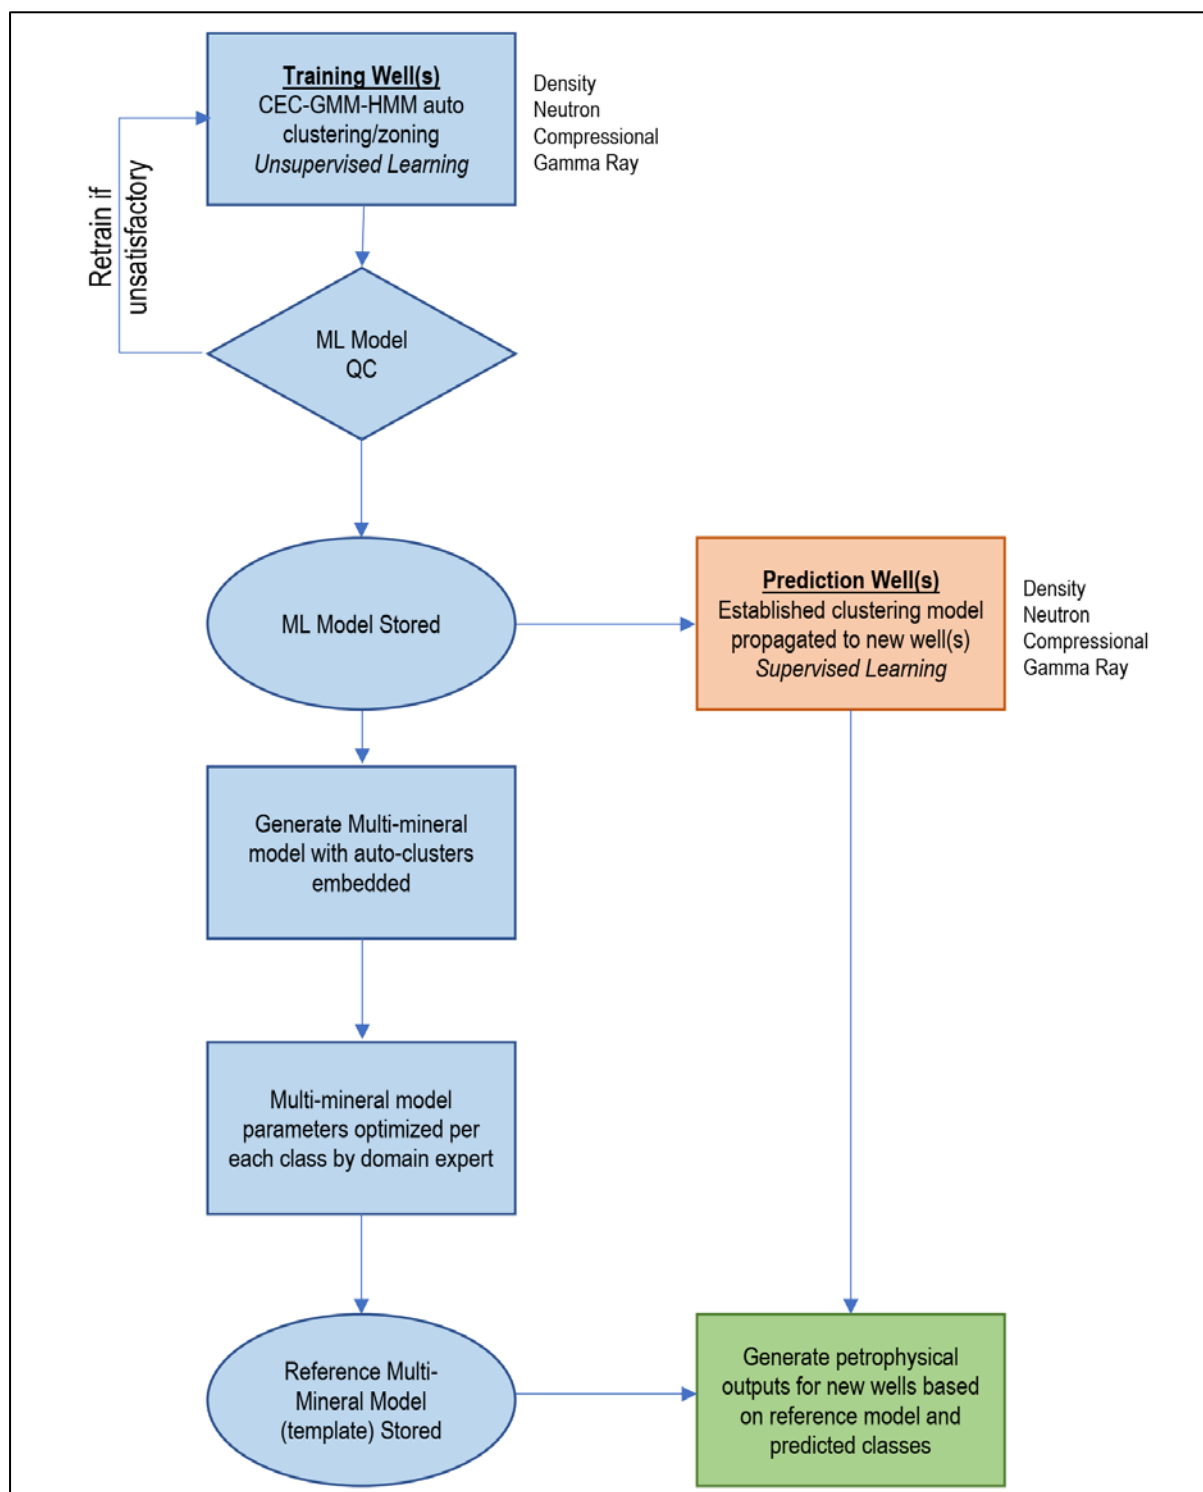 Training Well(s)
CEC-GMM-HMM auto
clustering/zoning
Unsupervised Learning
Density
Neutron
Compressional
Gamma Ray
Retrain if
unsatisfactory
ML Model
QC
ML Model Stored
Prediction Well(s)
Established clustering model
propagated to new well(s)
Supervised Learning
Density
Neutron
Compressional
Gamma Ray
Generate Multi-mineral
model with auto-clusters
embedded
Multi-mineral model
parameters optimized per
each class by domain expert
Reference Multi-
Mineral Model
(template) Stored
Generate petrophysical
outputs for new wells based
on reference model and
predicted classes